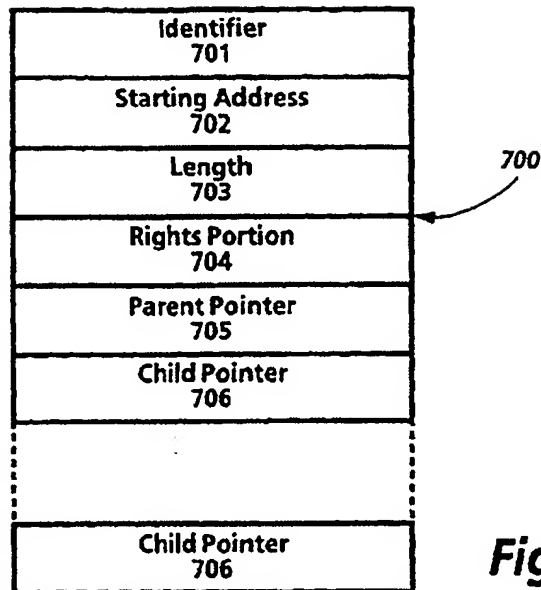 Identifier
701
Starting Address
702
Length
703
700
Rights Portion
704
Parent Pointer
705
Child Pointer
706
Child Pointer
706
Fig